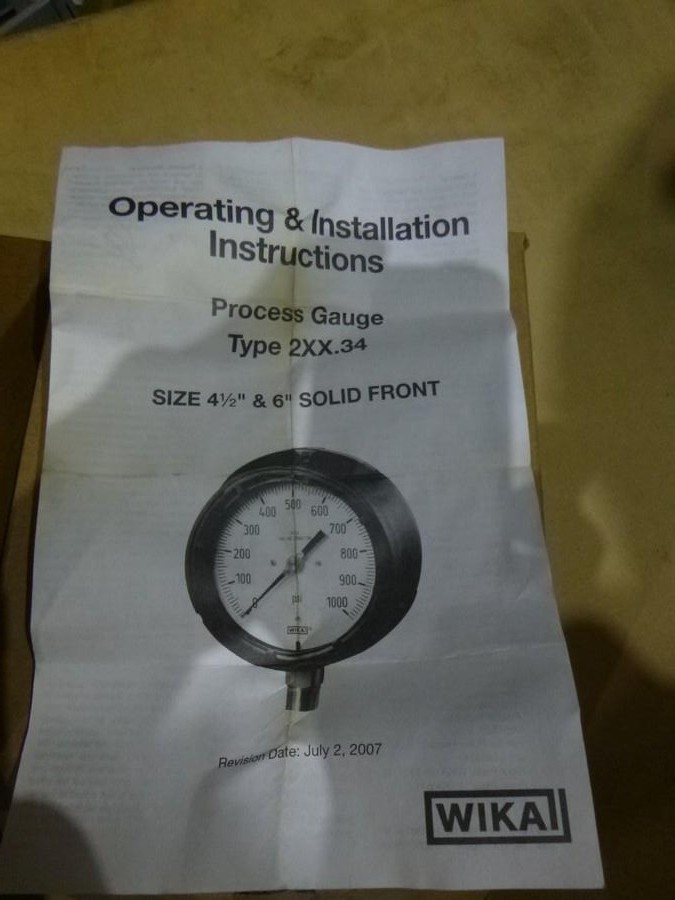 Operating & Installation
Instructions
Process Gauge
Type 2XX.34
SIZE 4½" & 6" SOLID FRONT
0
100
200
300
400
500
600
700
800
900
1000
psi
WIKA
Revision Date: July 2, 2007
WIKA